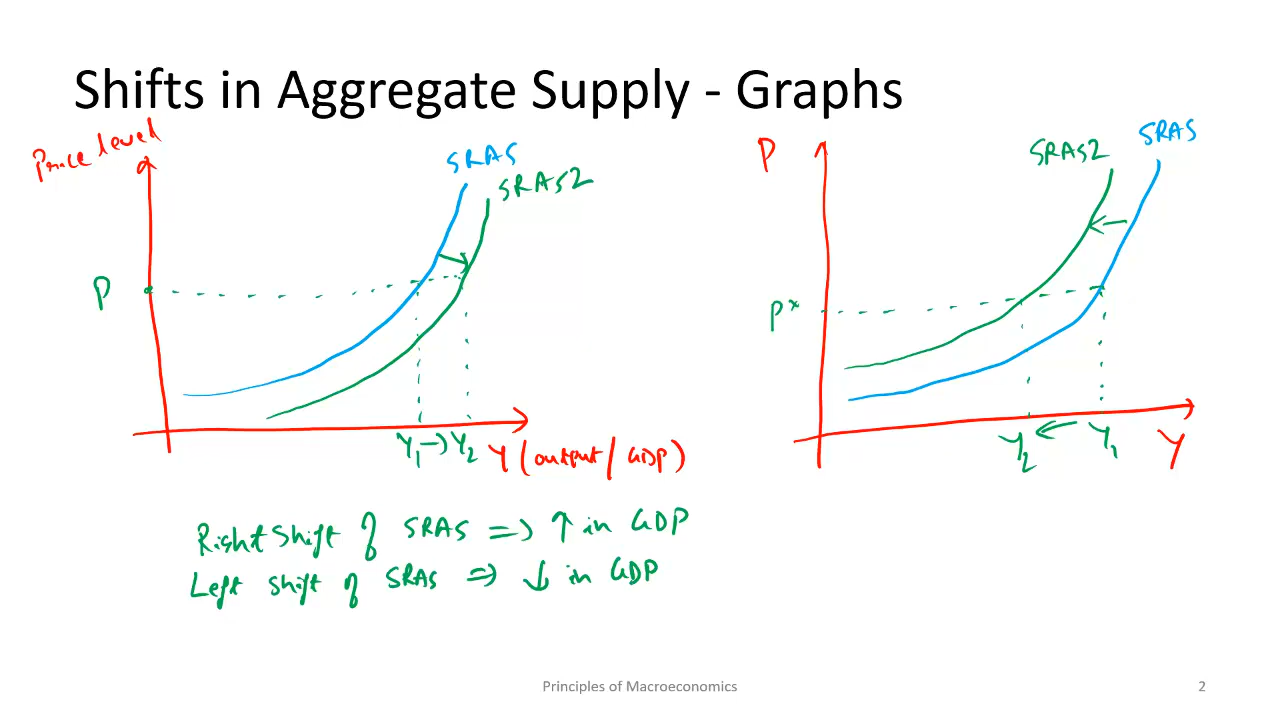 Shifts in Aggregate Supply - Graphs
Price level
SRAS
SRAS2
P
Y1 → Y2
Y (output / GDP)
P
SRAS2
SRAS
P*
Y2 ← Y1
Y
Right shift of SRAS => ↑ in GDP
Left shift of SRAS => ↓ in GDP
Principles of Macroeconomics
2